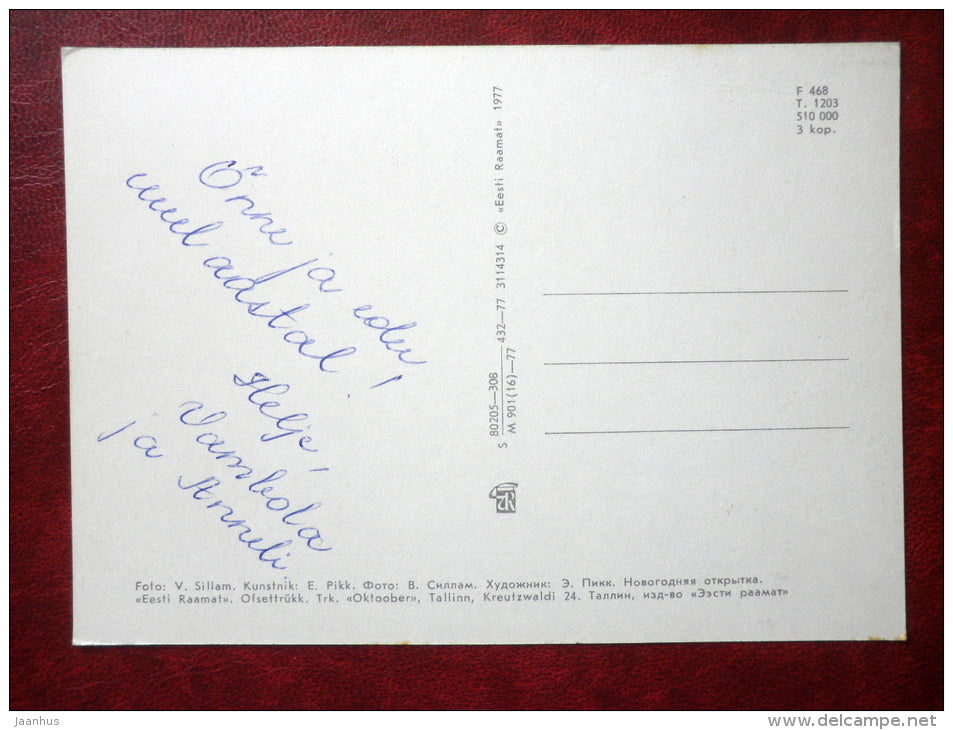 Õnne ja edu
uuel aastal!
Helje,
Vambola
ja Anneli
S 80205—308 432—77 3114314 © «Eesti Raamat» 1977
M 901(16)—77
F 468
T. 1203
510 000
3 kop.
Foto: V. Sillam. Kunstnik: E. Pikk. Фото: В. Силлам. Художник: Э. Пикк. Новогодняя открытка.
«Eesti Raamat». Ofsettrükk. Trk. «Oktoober», Tallinn, Kreutzwaldi 24. Таллин, изд-во «Ээсти раамат»
jaanhus
www.delcampe.net